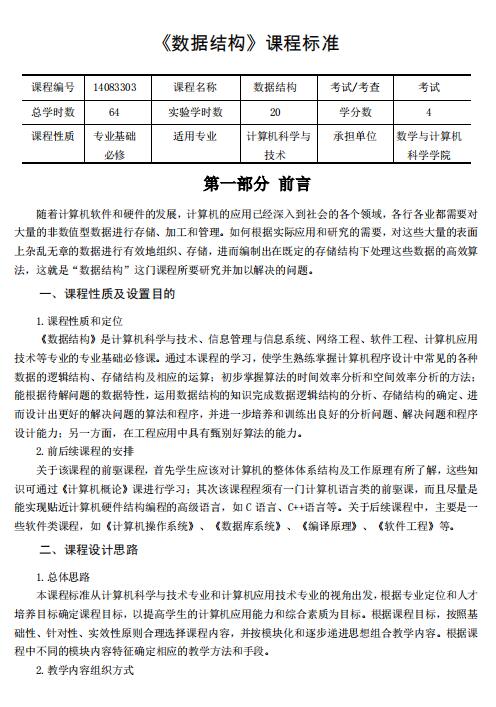 《数据结构》课程标准
课程编号 14083303 课程名称 数据结构 考试/考查 考试
总学时数 64 实验学时数 20 学分数 4
课程性质 专业基础 适用专业 计算机科学与 承担单位 数学与计算机
必修 技术 科学学院
第一部分 前言
随着计算机软件和硬件的发展，计算机的应用已经深入到社会的各个领域，各行各业都需要对
大量的非数值型数据进行存储、加工和管理。如何根据实际应用和研究的需要，对这些大量的表面
上杂乱无章的数据进行有效地组织、存储，进而编制出在既定的存储结构下处理这些数据的高效算
法，这就是“数据结构”这门课程所要研究并加以解决的问题。
一、课程性质及设置目的
1.课程性质和定位
《数据结构》是计算机科学与技术、信息管理与信息系统、网络工程、软件工程、计算机应用
技术等专业的专业基础必修课。通过本课程的学习，使学生熟练掌握计算机程序设计中常见的各种
数据的逻辑结构、存储结构及相应的运算；初步掌握算法的时间效率分析和空间效率分析的方法；
能根据待解问题的数据特性，运用数据结构的知识完成数据逻辑结构的分析、存储结构的确定、进
而设计出更好的解决问题的算法和程序，并进一步培养和训练出良好的分析问题、解决问题和程序
设计能力；另一方面，在工程应用中具有甄别好算法的能力。
2.前后续课程的安排
关于该课程的前驱课程，首先学生应该对计算机的整体体系结构及工作原理有所了解，这些知
识可通过《计算机概论》课进行学习；其次该课程程须有一门计算机语言类的前驱课，而且尽量是
能实现贴近计算机硬件结构编程的高级语言，如 C 语言、C++语言等。关于后续课程中，主要是一
些软件类课程，如《计算机操作系统》、《数据库系统》、《编译原理》、《软件工程》等。
二、课程设计思路
1.总体思路
本课程标准从计算机科学与技术专业和计算机应用技术专业的视角出发，根据专业定位和人才
培养目标确定课程目标，以提高学生的计算机应用能力和综合素质为目标。根据课程目标，按照基
础性、针对性、实效性原则合理选择课程内容，并按模块化和逐步递进思想组合教学内容。根据课
程中不同的模块内容特征确定相应的教学方法和手段。
2.教学内容组织方式